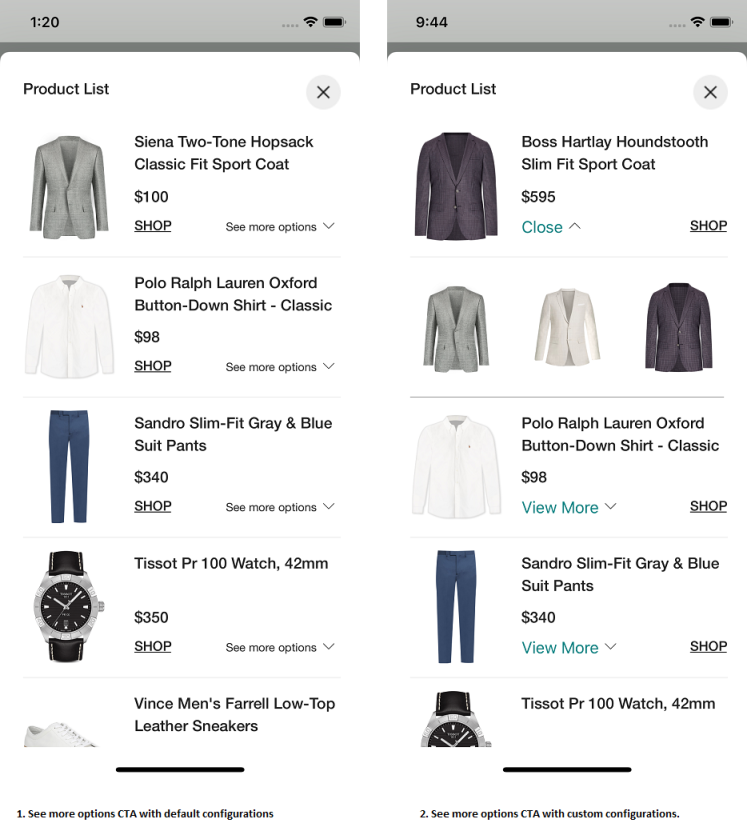 1:20
Product List
Siena Two-Tone Hopsack
Classic Fit Sport Coat
$100
SHOP
See more options
Polo Ralph Lauren Oxford
Button-Down Shirt - Classic
$98
SHOP
See more options
Sandro Slim-Fit Gray & Blue
Suit Pants
$340
SHOP
See more options
Tissot Pr 100 Watch, 42mm
$350
SHOP
See more options
Vince Men's Farrell Low-Top
Leather Sneakers
1. See more options CTA with default configurations
9:44
Product List
Boss Hartlay Houndstooth
Slim Fit Sport Coat
$595
Close
SHOP
Polo Ralph Lauren Oxford
Button-Down Shirt - Classic
$98
View More
SHOP
Sandro Slim-Fit Gray & Blue
Suit Pants
$340
View More
SHOP
Tissot Pr 100 Watch, 42mm
2. See more options CTA with custom configurations.